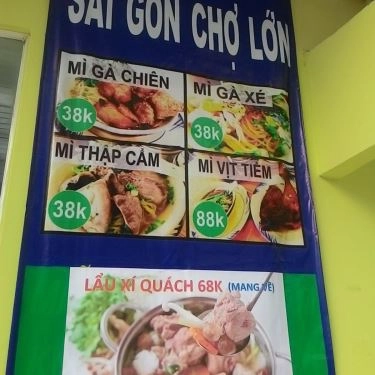 SÀI GÒN CHỢ LỚN
MÌ GÀ CHIÊN
38k
MÌ GÀ XÉ
38k
MÌ THẬP CẨM
38k
MÌ VỊT TIỀM
88k
LẨU XÍ QUÁCH 68K (MANG VỀ)